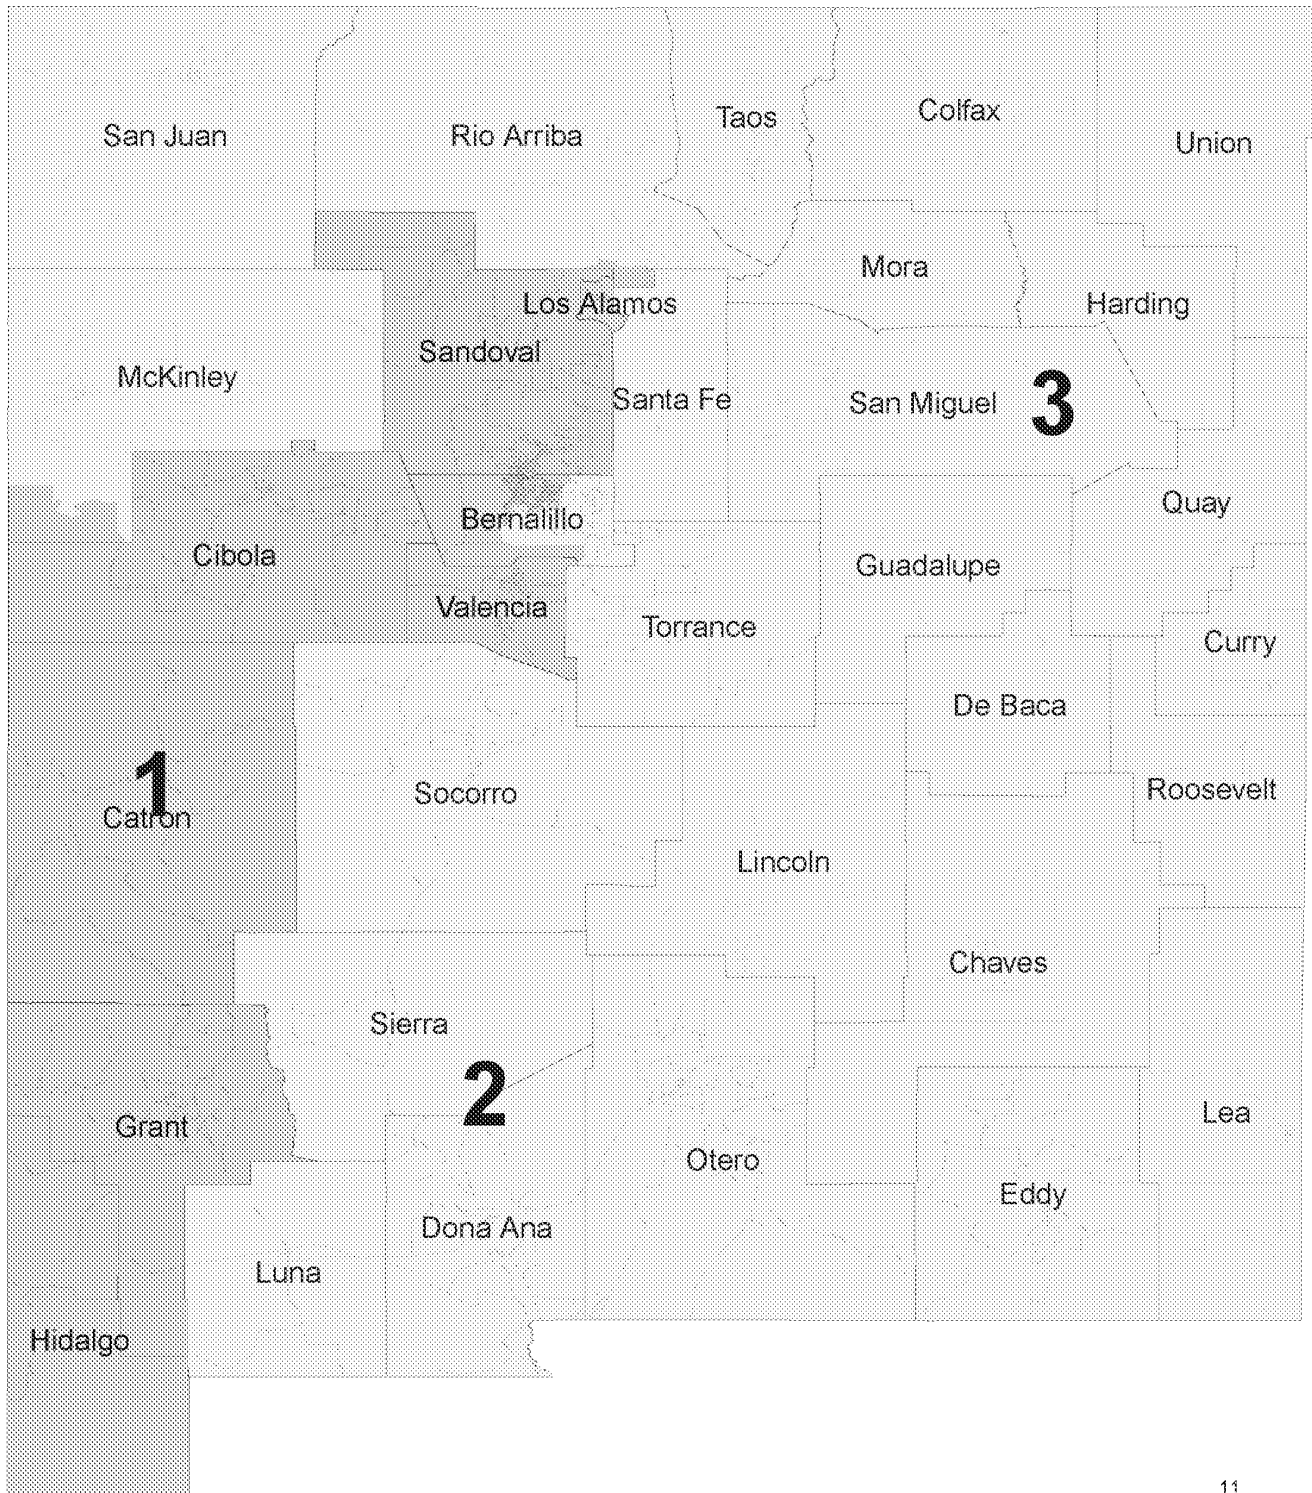 Taos
Colfax
San Juan
Rio Arriba
Union
Mora
Los Alamos
Harding
Sandoval
McKinley
Santa Fe
San Miguel
3
Quay
Bernalillo
Cibola
Guadalupe
Valencia
Torrance
Curry
De Baca
1
Socorro
Roosevelt
Catron
Lincoln
Chaves
Sierra
2
Lea
Grant
Otero
Eddy
Dona Ana
Luna
Hidalgo
11